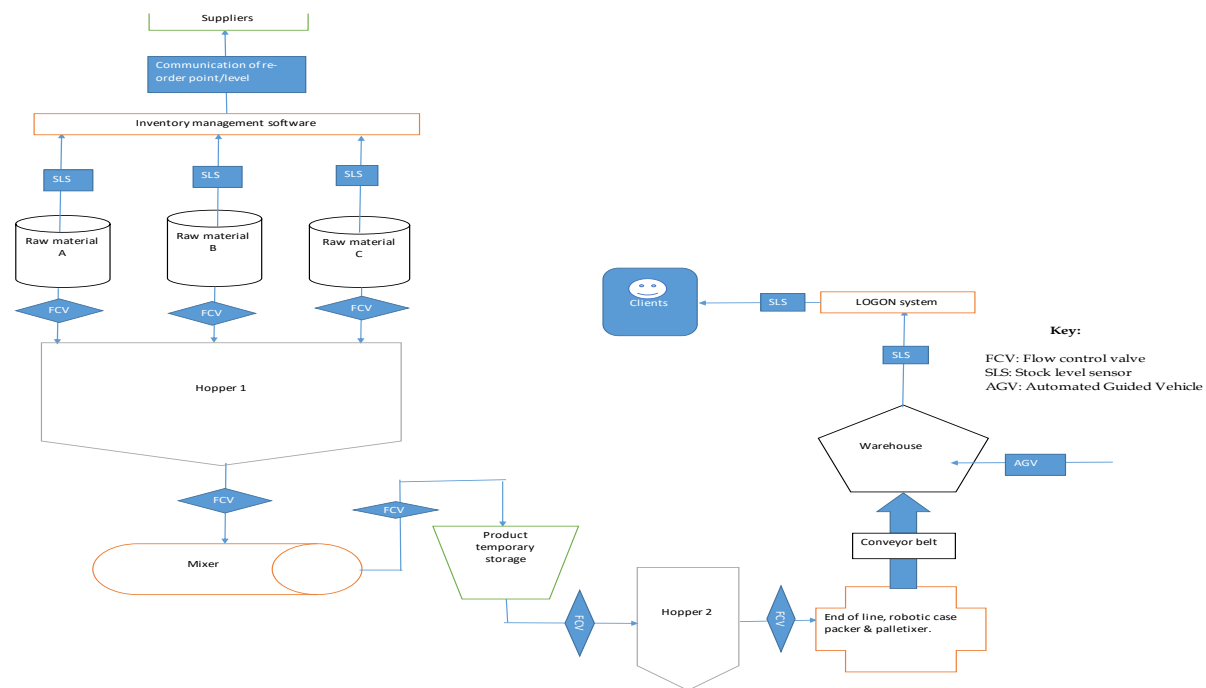 Suppliers
Communication of re-
order point/level
Inventory management software
SLS
SLS
SLS
Raw material
A
Raw material
B
Raw material
C
FCV
FCV
FCV
Hopper 1
FCV
Mixer
FCV
Product
temporary
storage
FCV
Hopper 2
FCV
End of line, robotic case
packer & palletixer.
Conveyor belt
Warehouse
AGV
SLS
LOGON system
SLS
Clients
Key:
FCV: Flow control valve
SLS: Stock level sensor
AGV: Automated Guided Vehicle